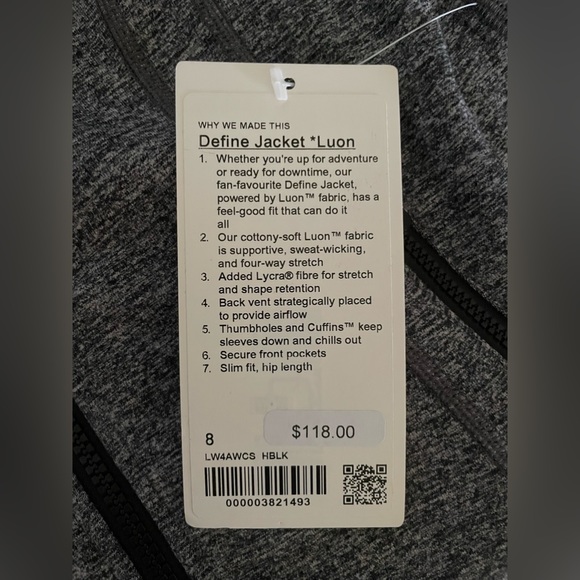 WHY WE MADE THIS
Define Jacket *Luon
1. Whether you're up for adventure
or ready for downtime, our
fan-favourite Define Jacket,
powered by Luon™ fabric, has a
feel-good fit that can do it
all
2. Our cottony-soft Luon™ fabric
is supportive, sweat-wicking,
and four-way stretch
3. Added Lycra® fibre for stretch
and shape retention
4. Back vent strategically placed
to provide airflow
5. Thumbholes and Cuffins™ keep
sleeves down and chills out
6. Secure front pockets
7. Slim fit, hip length
8 $118.00
LW4AWCS HBLK
000003821493